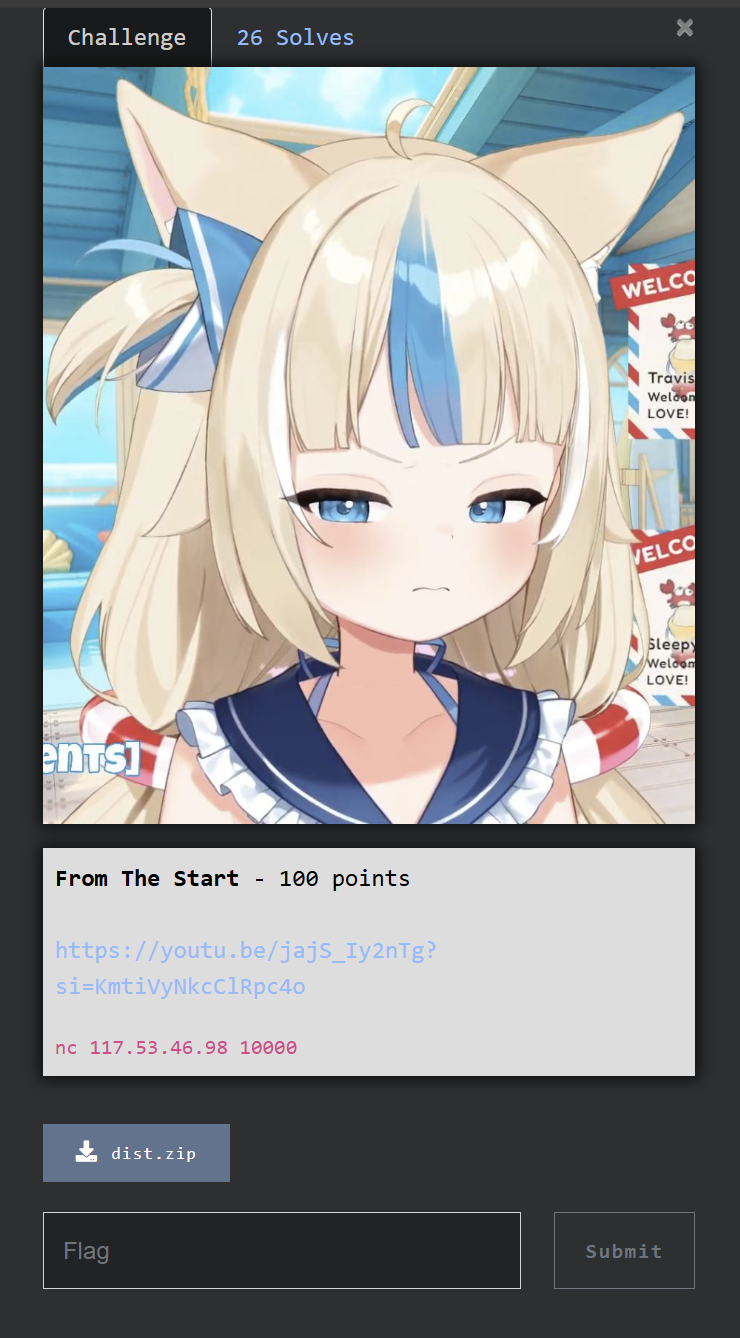 Challenge
26 Solves
✖
WELCO
Travis
Welcom
LOVE!
WELCO
Sleepy
Welcom
LOVE!
ENTS]
From The Start - 100 points
https://youtu.be/jajS_Iy2nTg?
si=KmtiVyNkcClRpc4o
nc 117.53.46.98 10000
dist.zip
Flag
Submit